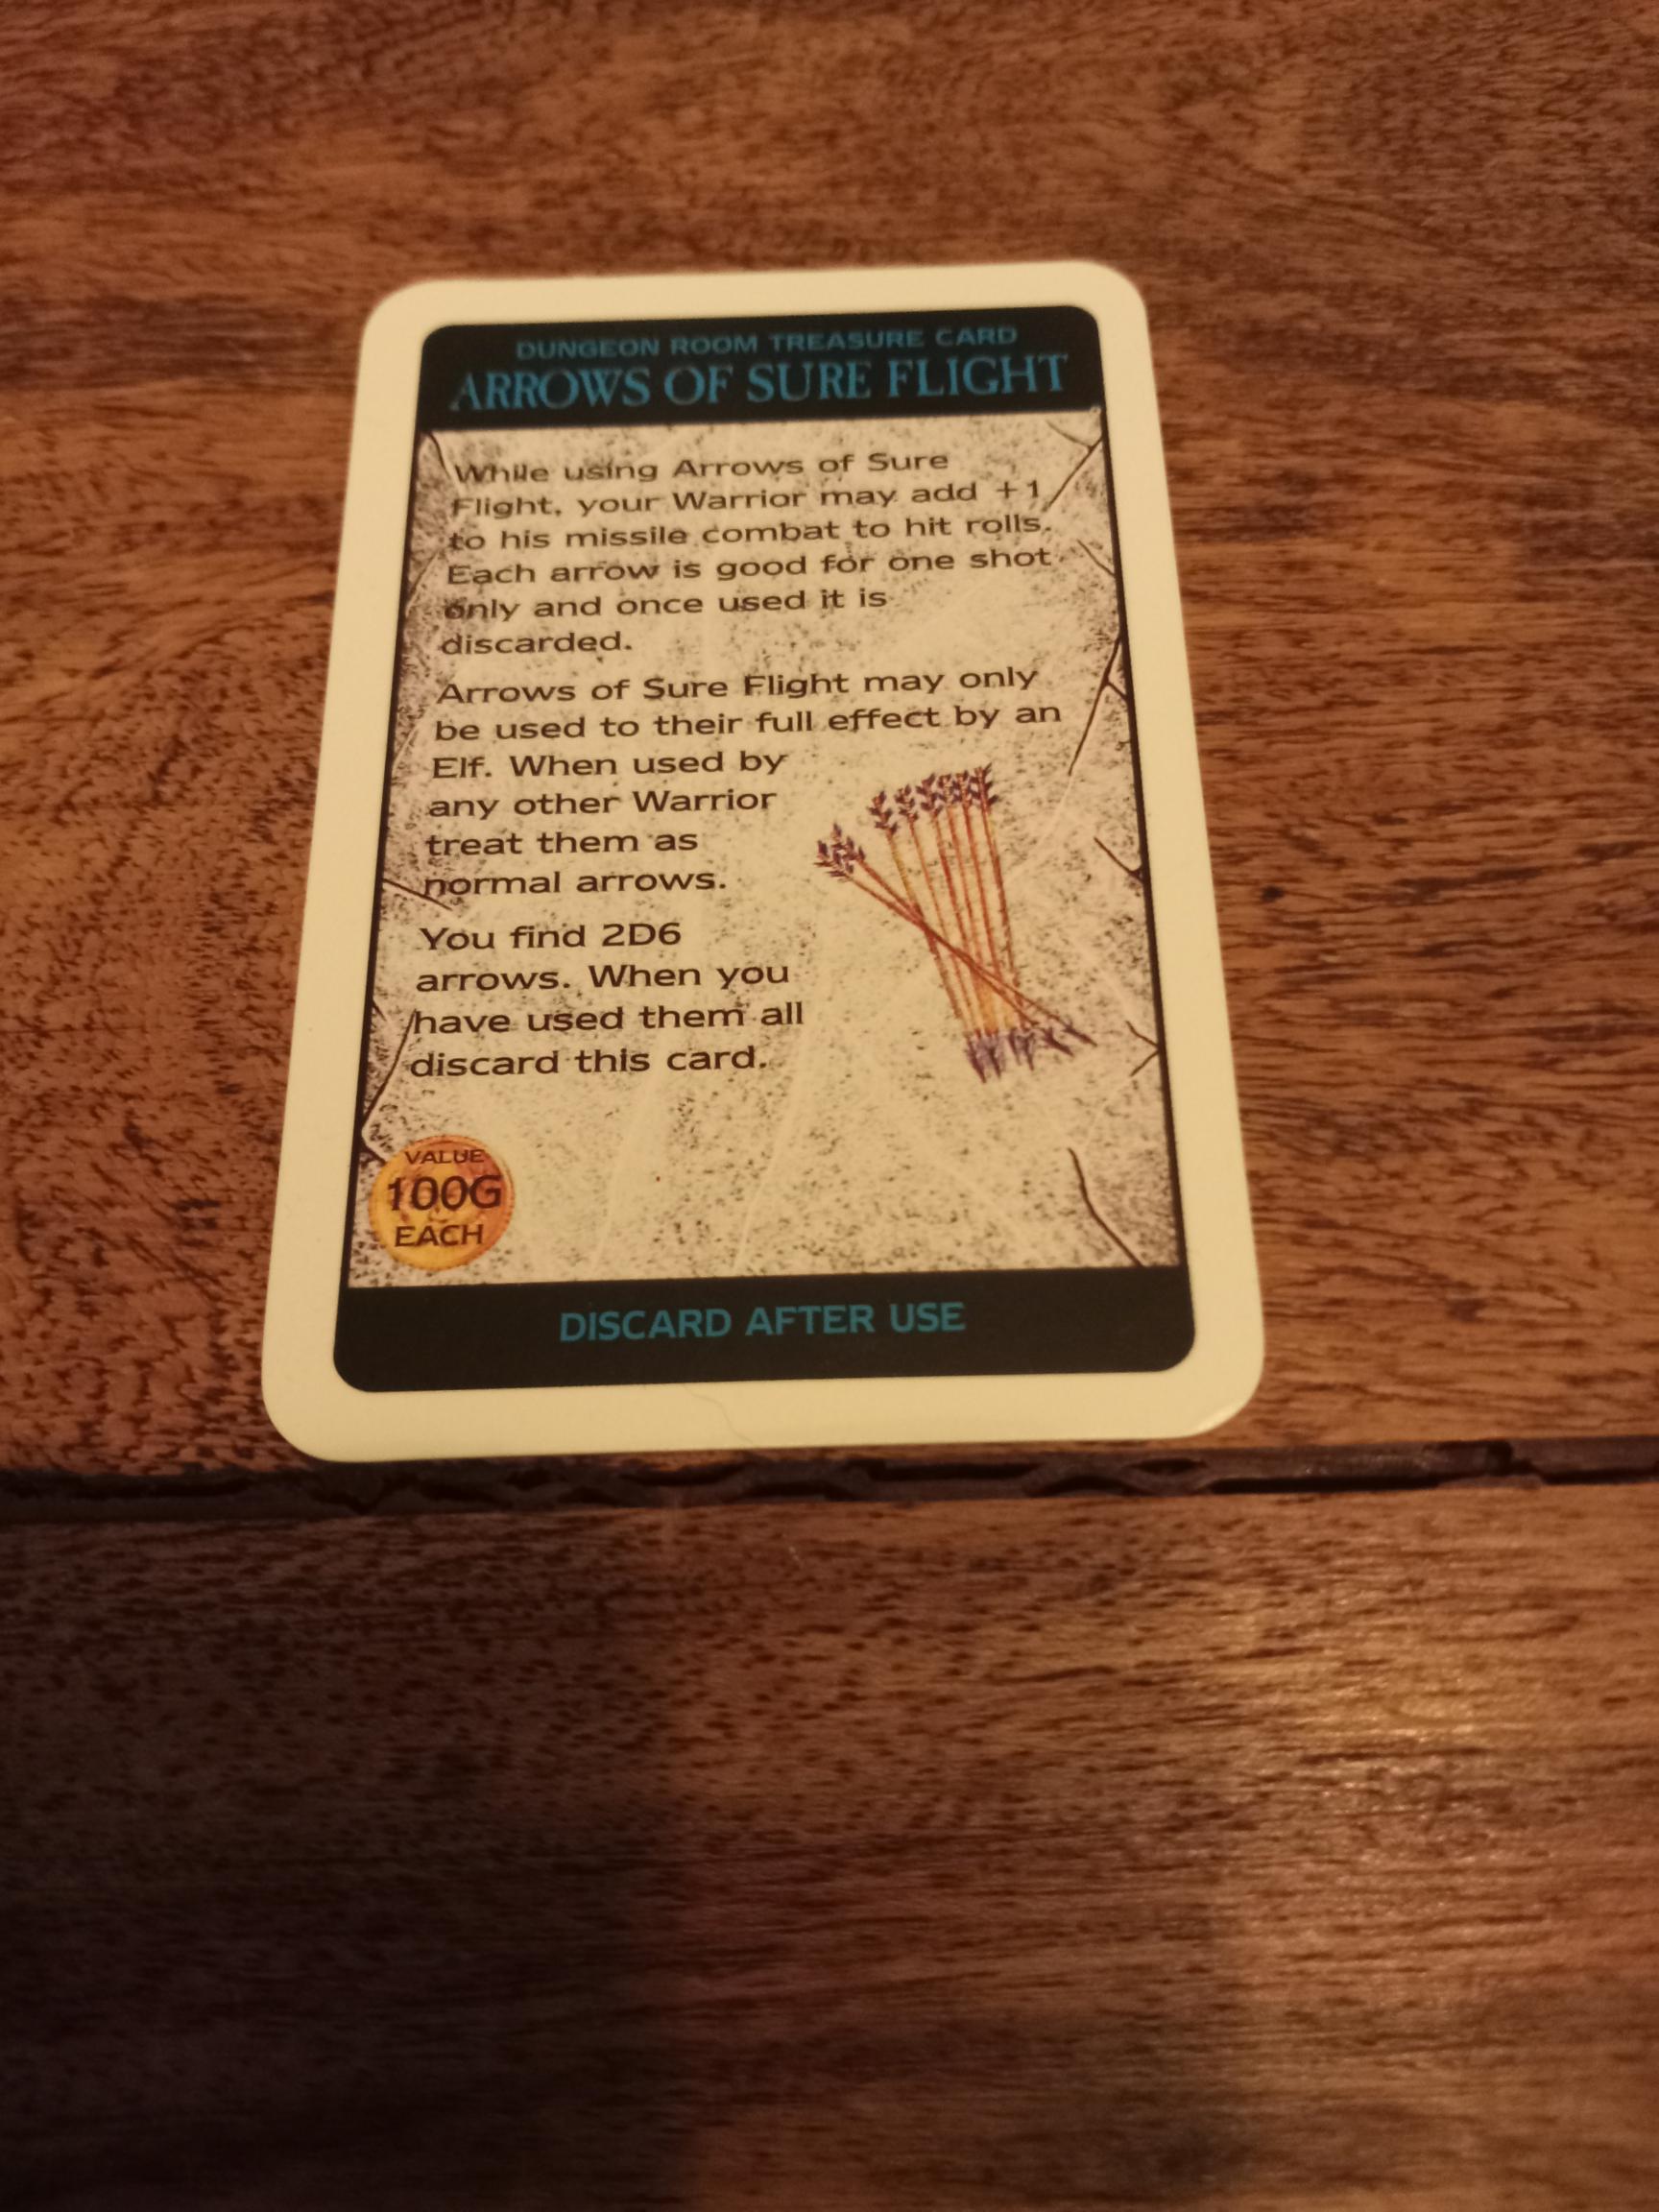 DUNGEON ROOM TREASURE CARD
ARROWS OF SURE FLIGHT
While using Arrows of Sure
Flight, your Warrior may add +1
to his missile combat to hit rolls.
Each arrow is good for one shot
only and once used it is
discarded.
Arrows of Sure Flight may only
be used to their full effect by an
Elf. When used by
any other Warrior
treat them as
normal arrows.
You find 2D6
arrows. When you
have used them all
discard this card.
VALUE
100G
EACH
DISCARD AFTER USE